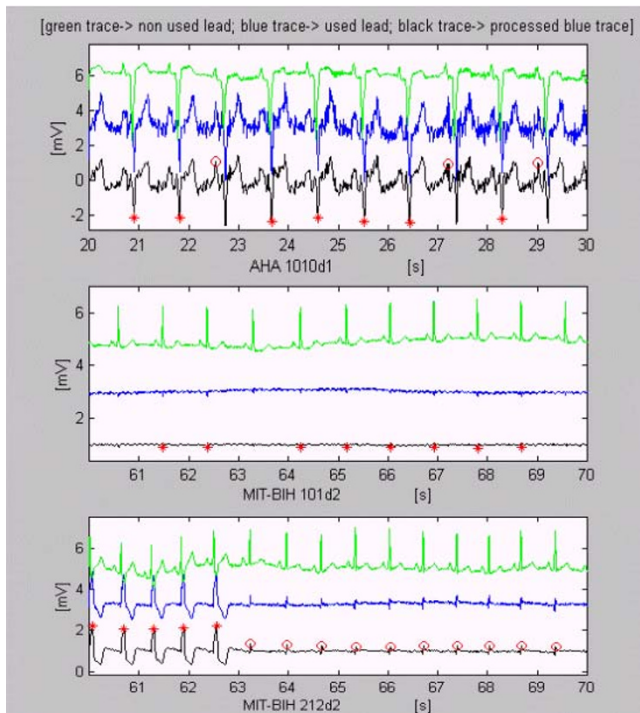 [green trace-> non used lead; blue trace-> used lead; black trace-> processed blue trace]
[mV]
6
4
2
0
-2
20 21 22 23 24 25 26 27 28 29 30
AHA 1010d1 [s]
[mV]
6
4
2
61 62 63 64 65 66 67 68 69 70
MIT-BIH 101d2 [s]
[mV]
6
4
2
0
61 62 63 64 65 66 67 68 69 70
MIT-BIH 212d2 [s]